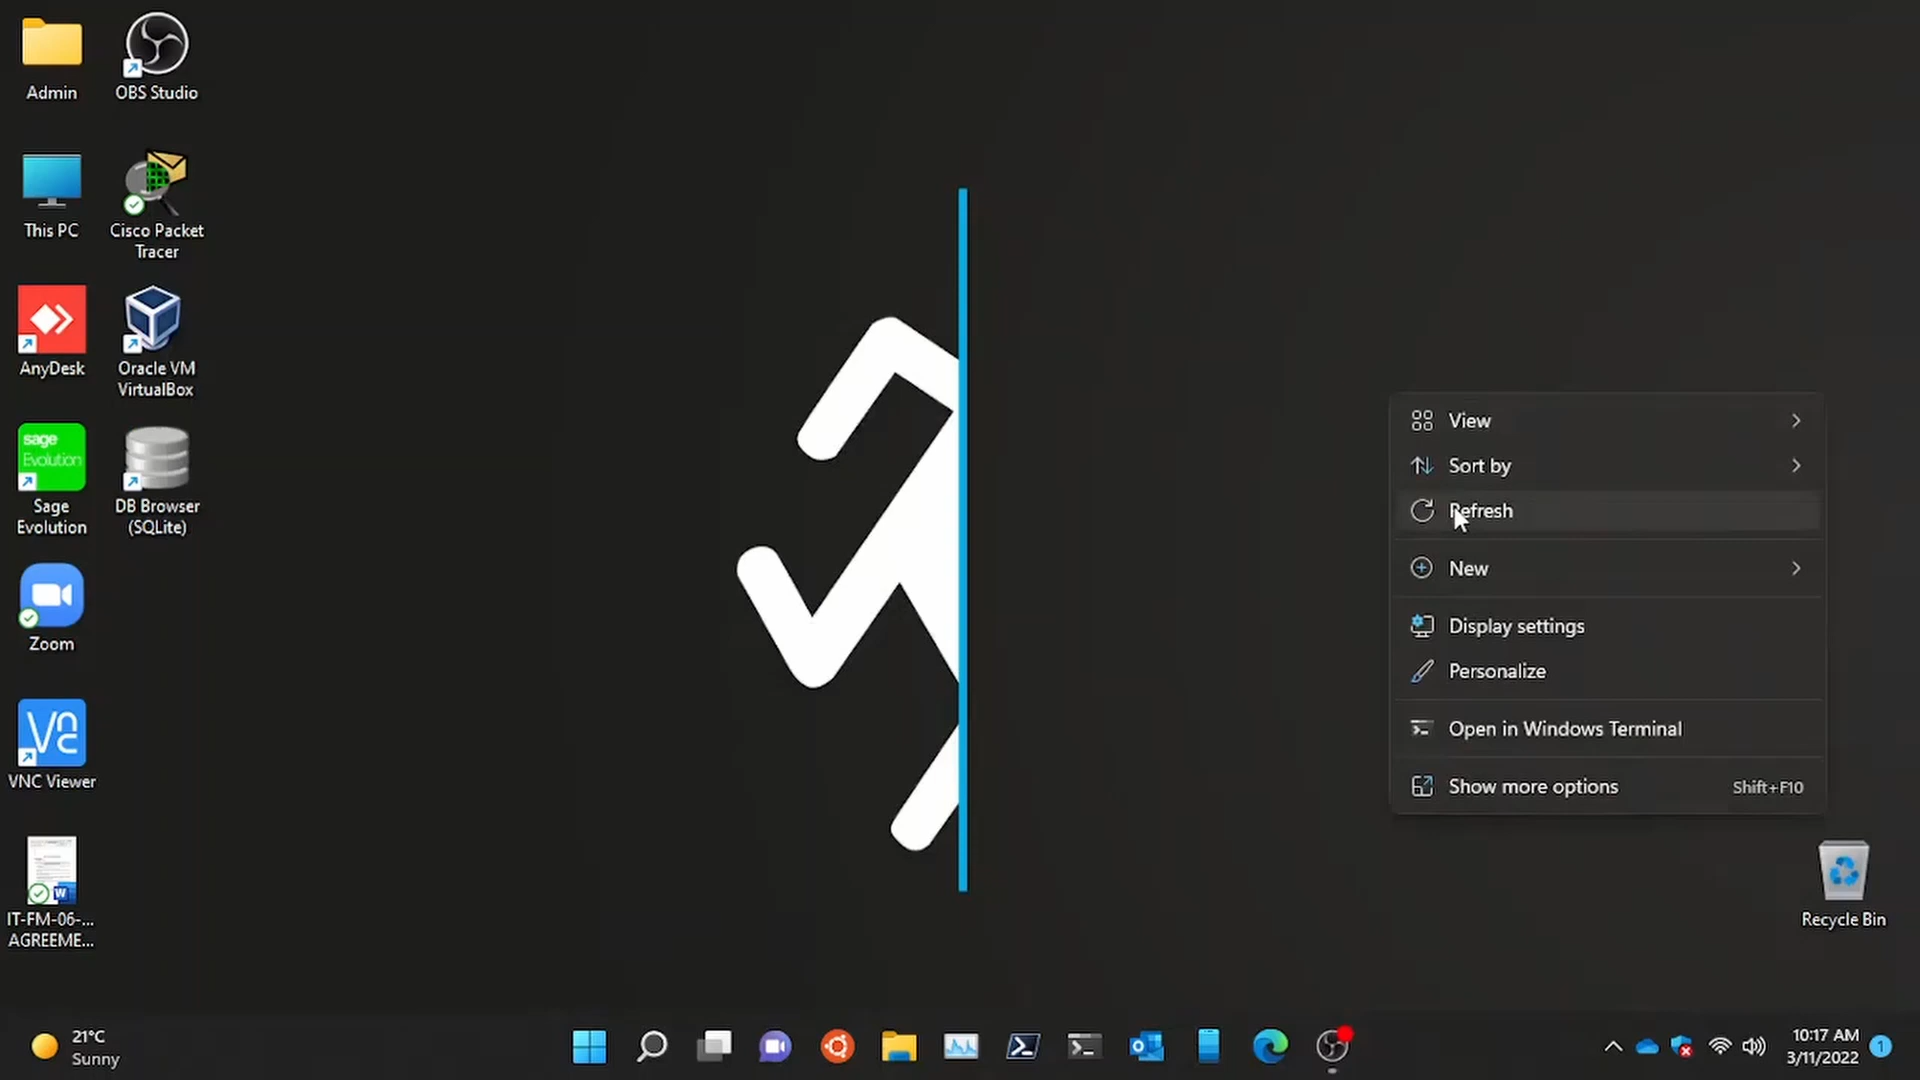 Admin
OBS Studio
This PC
Cisco Packet
Tracer
AnyDesk
Oracle VM
VirtualBox
sage
Evolution
Sage
Evolution
DB Browser
(SQLite)
Zoom
VNC Viewer
IT-FM-06-...
AGREEME...
View
Sort by
Refresh
New
Display settings
Personalize
Open in Windows Terminal
Show more options Shift+F10
Recycle Bin
21°C
Sunny
10:17 AM
3/11/2022
1